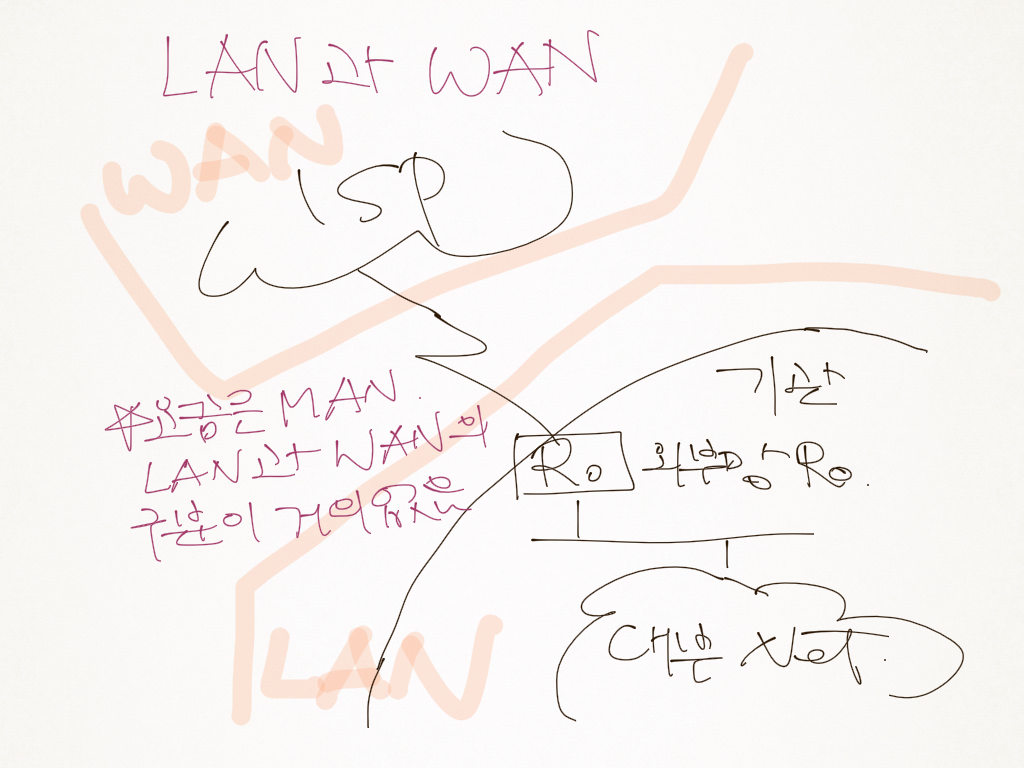 LAN과 WAN
WAN
ISP
기관
*요즘은 MAN
LAN과 WAN의
구분이 거의 없음
Ro 외부망 Ro.
내부 Net.
LAN